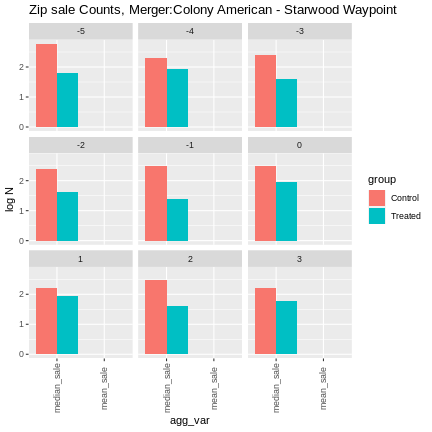 Zip sale Counts, Merger:Colony American - Starwood Waypoint
-5 -4 -3
2
1
0
-2 -1 0
2
1
0
1 2 3
2
1
0
log N
median_sale mean_sale median_sale mean_sale median_sale mean_sale
agg_var
group
Control
Treated